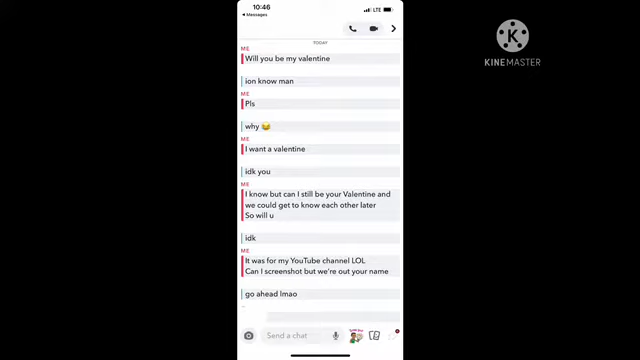 10:46
LTE
Messages
TODAY
ME
Will you be my valentine
ion know man
ME
Pls
why 😂
ME
I want a valentine
idk you
ME
I know but can I still be your Valentine and
we could get to know each other later
So will u
idk
ME
It was for my YouTube channel LOL
Can I screenshot but we're out your name
go ahead lmao
Send a chat
K
KINEMASTER